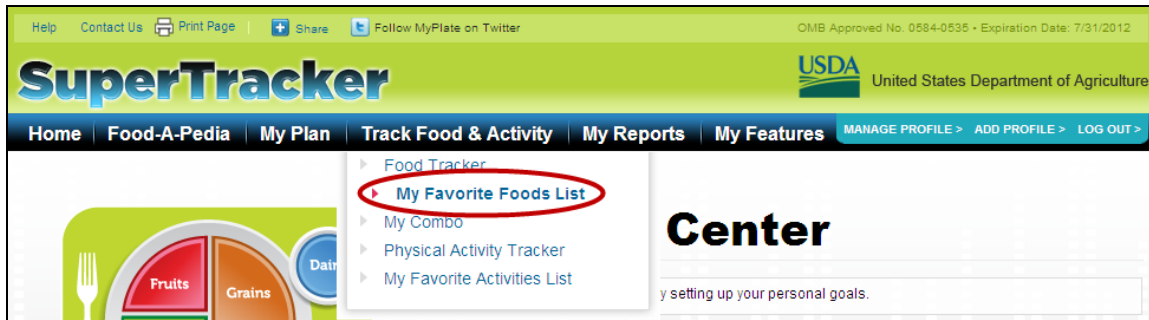 Help Contact Us Print Page Share Follow MyPlate on Twitter OMB Approved No. 0584-0535 • Expiration Date: 7/31/2012
SuperTracker USDA United States Department of Agriculture
Home Food-A-Pedia My Plan Track Food & Activity My Reports My Features MANAGE PROFILE > ADD PROFILE > LOG OUT >
Food Tracker
My Favorite Foods List
My Combo
Physical Activity Tracker
My Favorite Activities List
Center
y setting up your personal goals.
Fruits
Grains
Dair